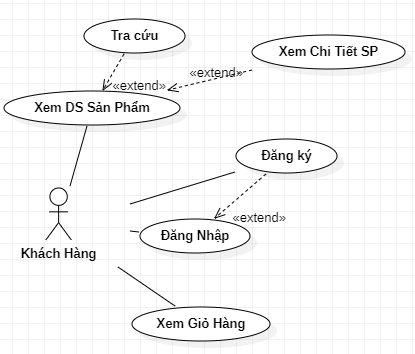 Tra cứu
Xem Chi Tiết SP
«extend»
«extend»
Xem DS Sản Phẩm
Đăng ký
«extend»
Đăng Nhập
Khách Hàng
Xem Giỏ Hàng